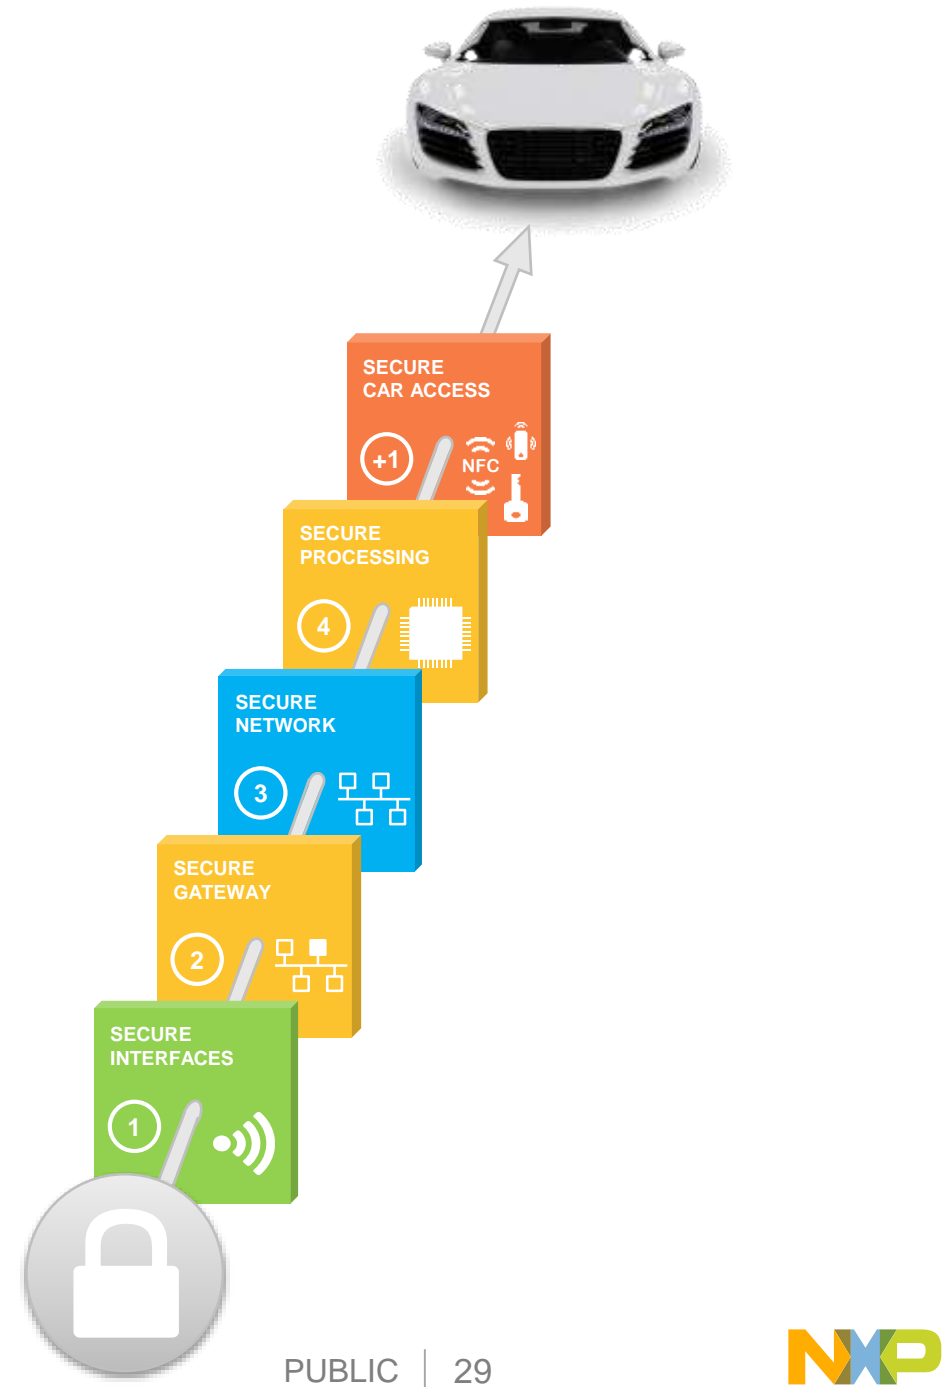 SECURE
CAR ACCESS
+1
NFC
SECURE
PROCESSING
4
SECURE
NETWORK
3
SECURE
GATEWAY
2
SECURE
INTERFACES
1
PUBLIC | 29
NXP